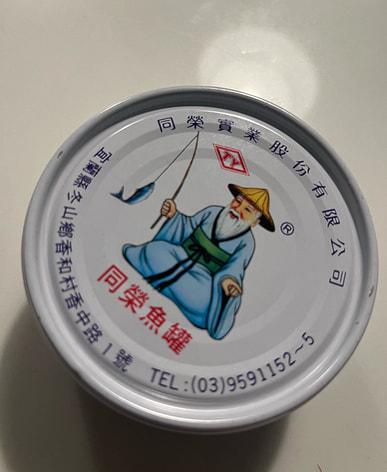 同榮實業股份有限公司
TY
®
宜蘭縣冬山鄉香和村香中路1號
同榮魚罐
TEL:(03)9591152~5